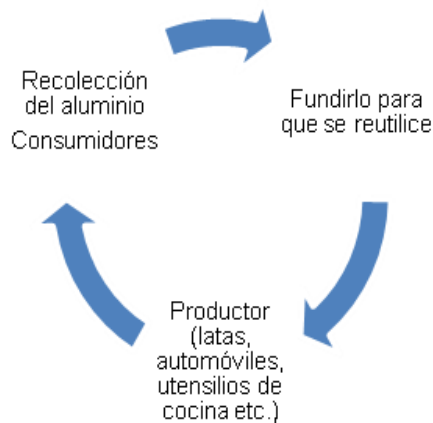 Recolección
del aluminio
Consumidores
Fundirlo para
que se reutilice
Productor
(latas,
automóviles,
utensilios de
cocina etc.)